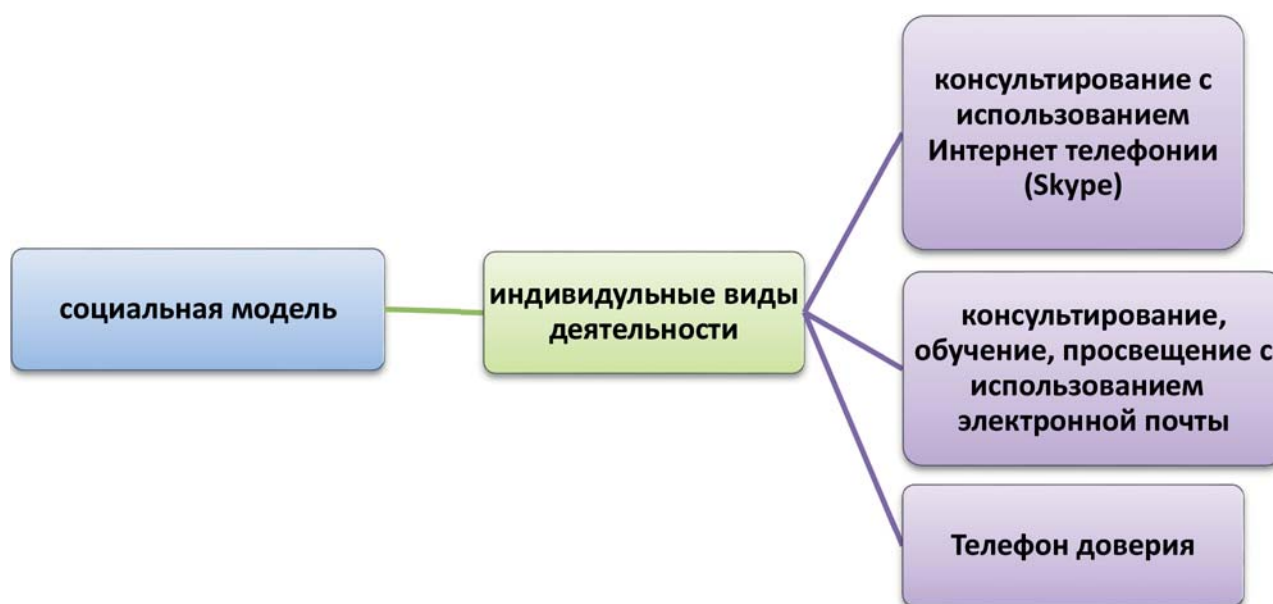 социальная модель
индивидульные виды
деятельности
консультирование с
использованием
Интернет телефонии
(Skype)
консультирование,
обучение, просвещение с
использованием
электронной почты
Телефон доверия